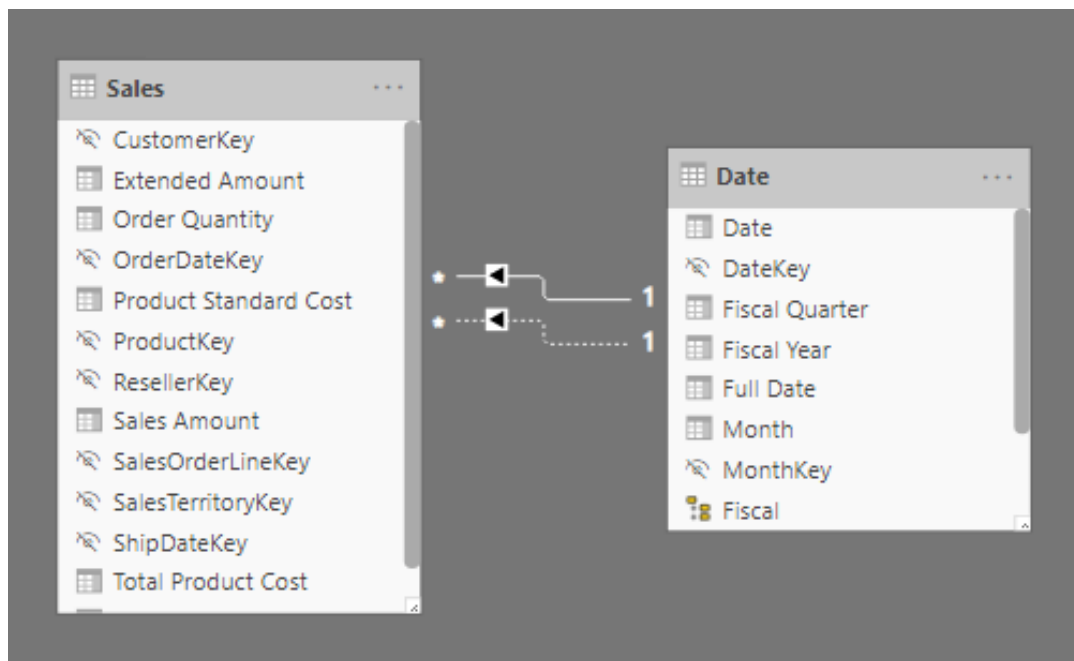 Sales ...
CustomerKey
Extended Amount
Order Quantity
OrderDateKey
Product Standard Cost
ProductKey
ResellerKey
Sales Amount
SalesOrderLineKey
SalesTerritoryKey
ShipDateKey
Total Product Cost
* 1
* 1
Date ...
Date
DateKey
Fiscal Quarter
Fiscal Year
Full Date
Month
MonthKey
Fiscal